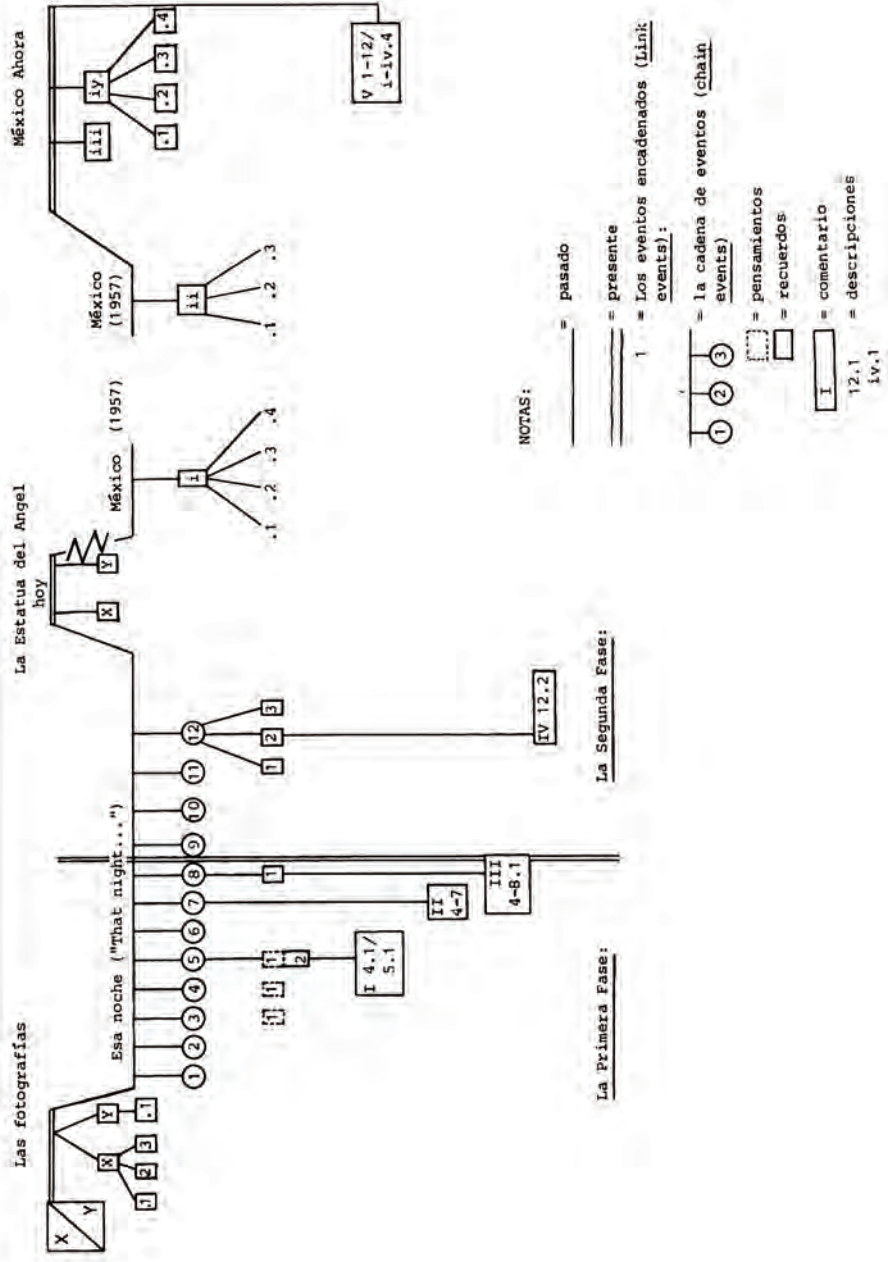 Las fotografías
La Estatua del Angel
hoy
México Ahora
X
Y
X
Y
.1
2
3
.1
Esa noche ("That night...")
1
2
3
4
5
6
7
8
9
10
11
12
1
1
1
2
1
1
2
3
I 4.1/
5.1
II
4-7
III
4-8.1
IV 12.2
X
Y
México (1957)
i
.1
.2
.3
.4
México
(1957)
ii
.1
.2
.3
iii
iv
.1
.2
.3
.4
V 1-12/
i-iv.4
La Primera Fase:
La Segunda Fase:
NOTAS:
= pasado
= presente
1 = Los eventos encadenados (Link
events):
= la cadena de eventos (chain
events)
1
2
3
= pensamientos
= recuerdos
I = comentario
12.1 = descripciones
iv.1